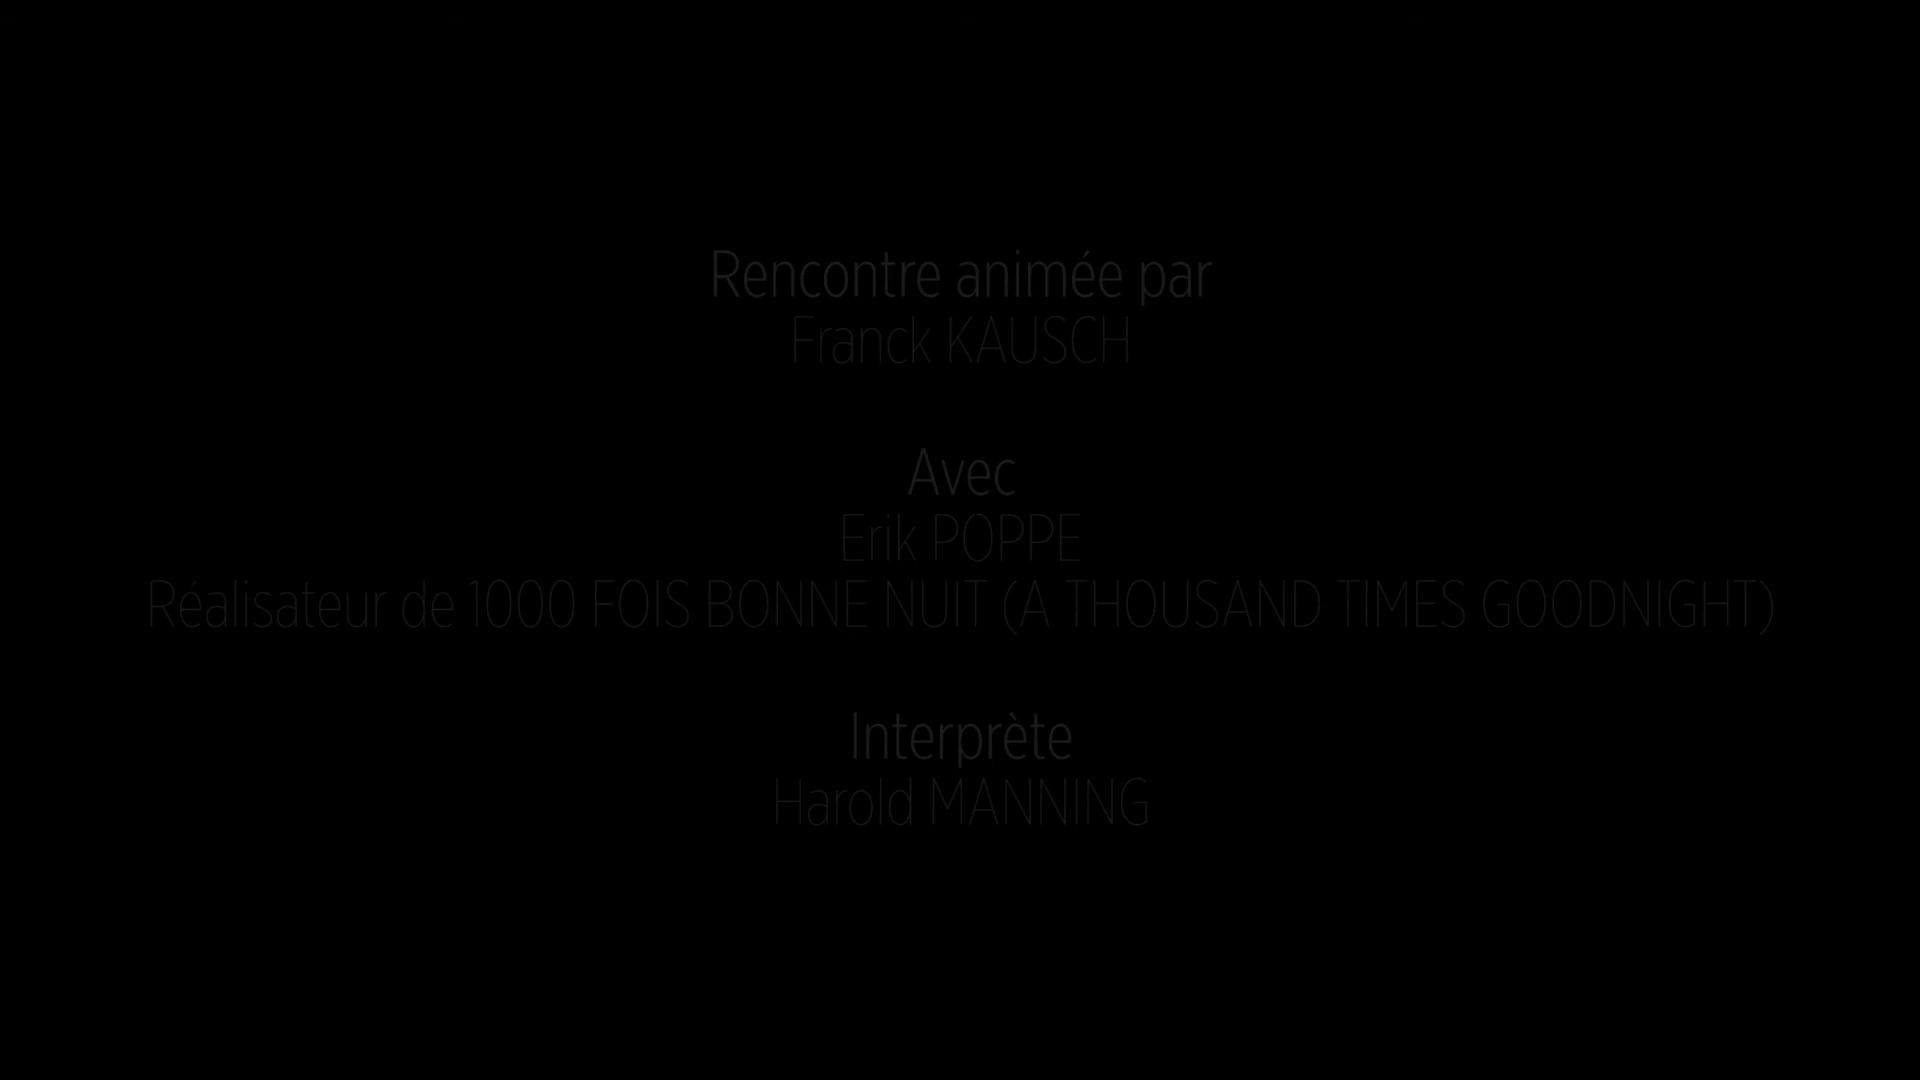 Rencontre animée par
Franck KAUSCH
Avec
Erik POPPE
Réalisateur de 1000 FOIS BONNE NUIT (A THOUSAND TIMES GOODNIGHT)
Interprète
Harold MANNING